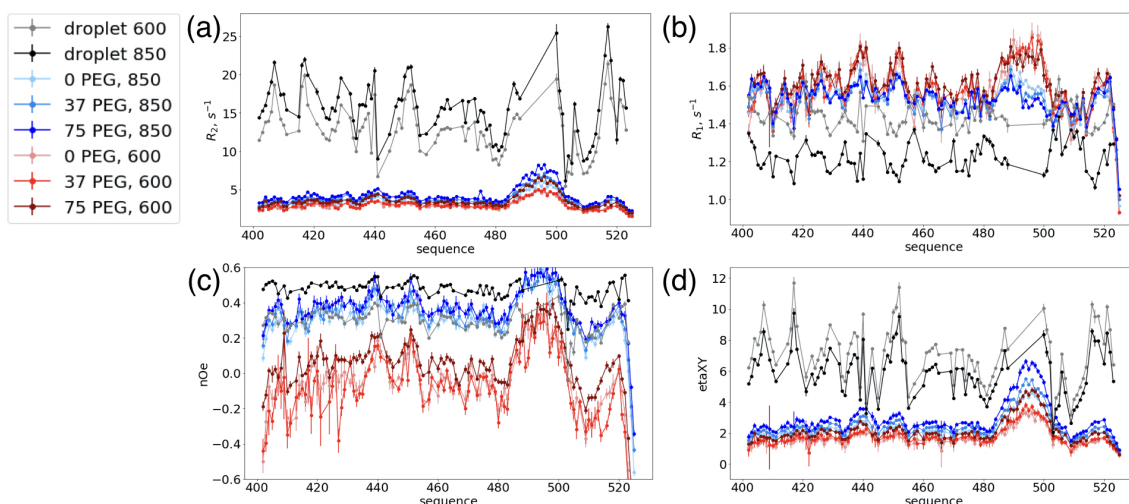 droplet 600
droplet 850
0 PEG, 850
37 PEG, 850
75 PEG, 850
0 PEG, 600
37 PEG, 600
75 PEG, 600
(a)
25
20
15
10
5
R₂, s⁻¹
400 420 440 460 480 500 520
sequence
(b)
1.8
1.6
1.4
1.2
1.0
R₁, s⁻¹
400 420 440 460 480 500 520
sequence
(c)
0.6
0.4
0.2
0.0
−0.2
−0.4
−0.6
nOe
400 420 440 460 480 500 520
sequence
(d)
12
10
8
6
4
2
0
etaXY
400 420 440 460 480 500 520
sequence